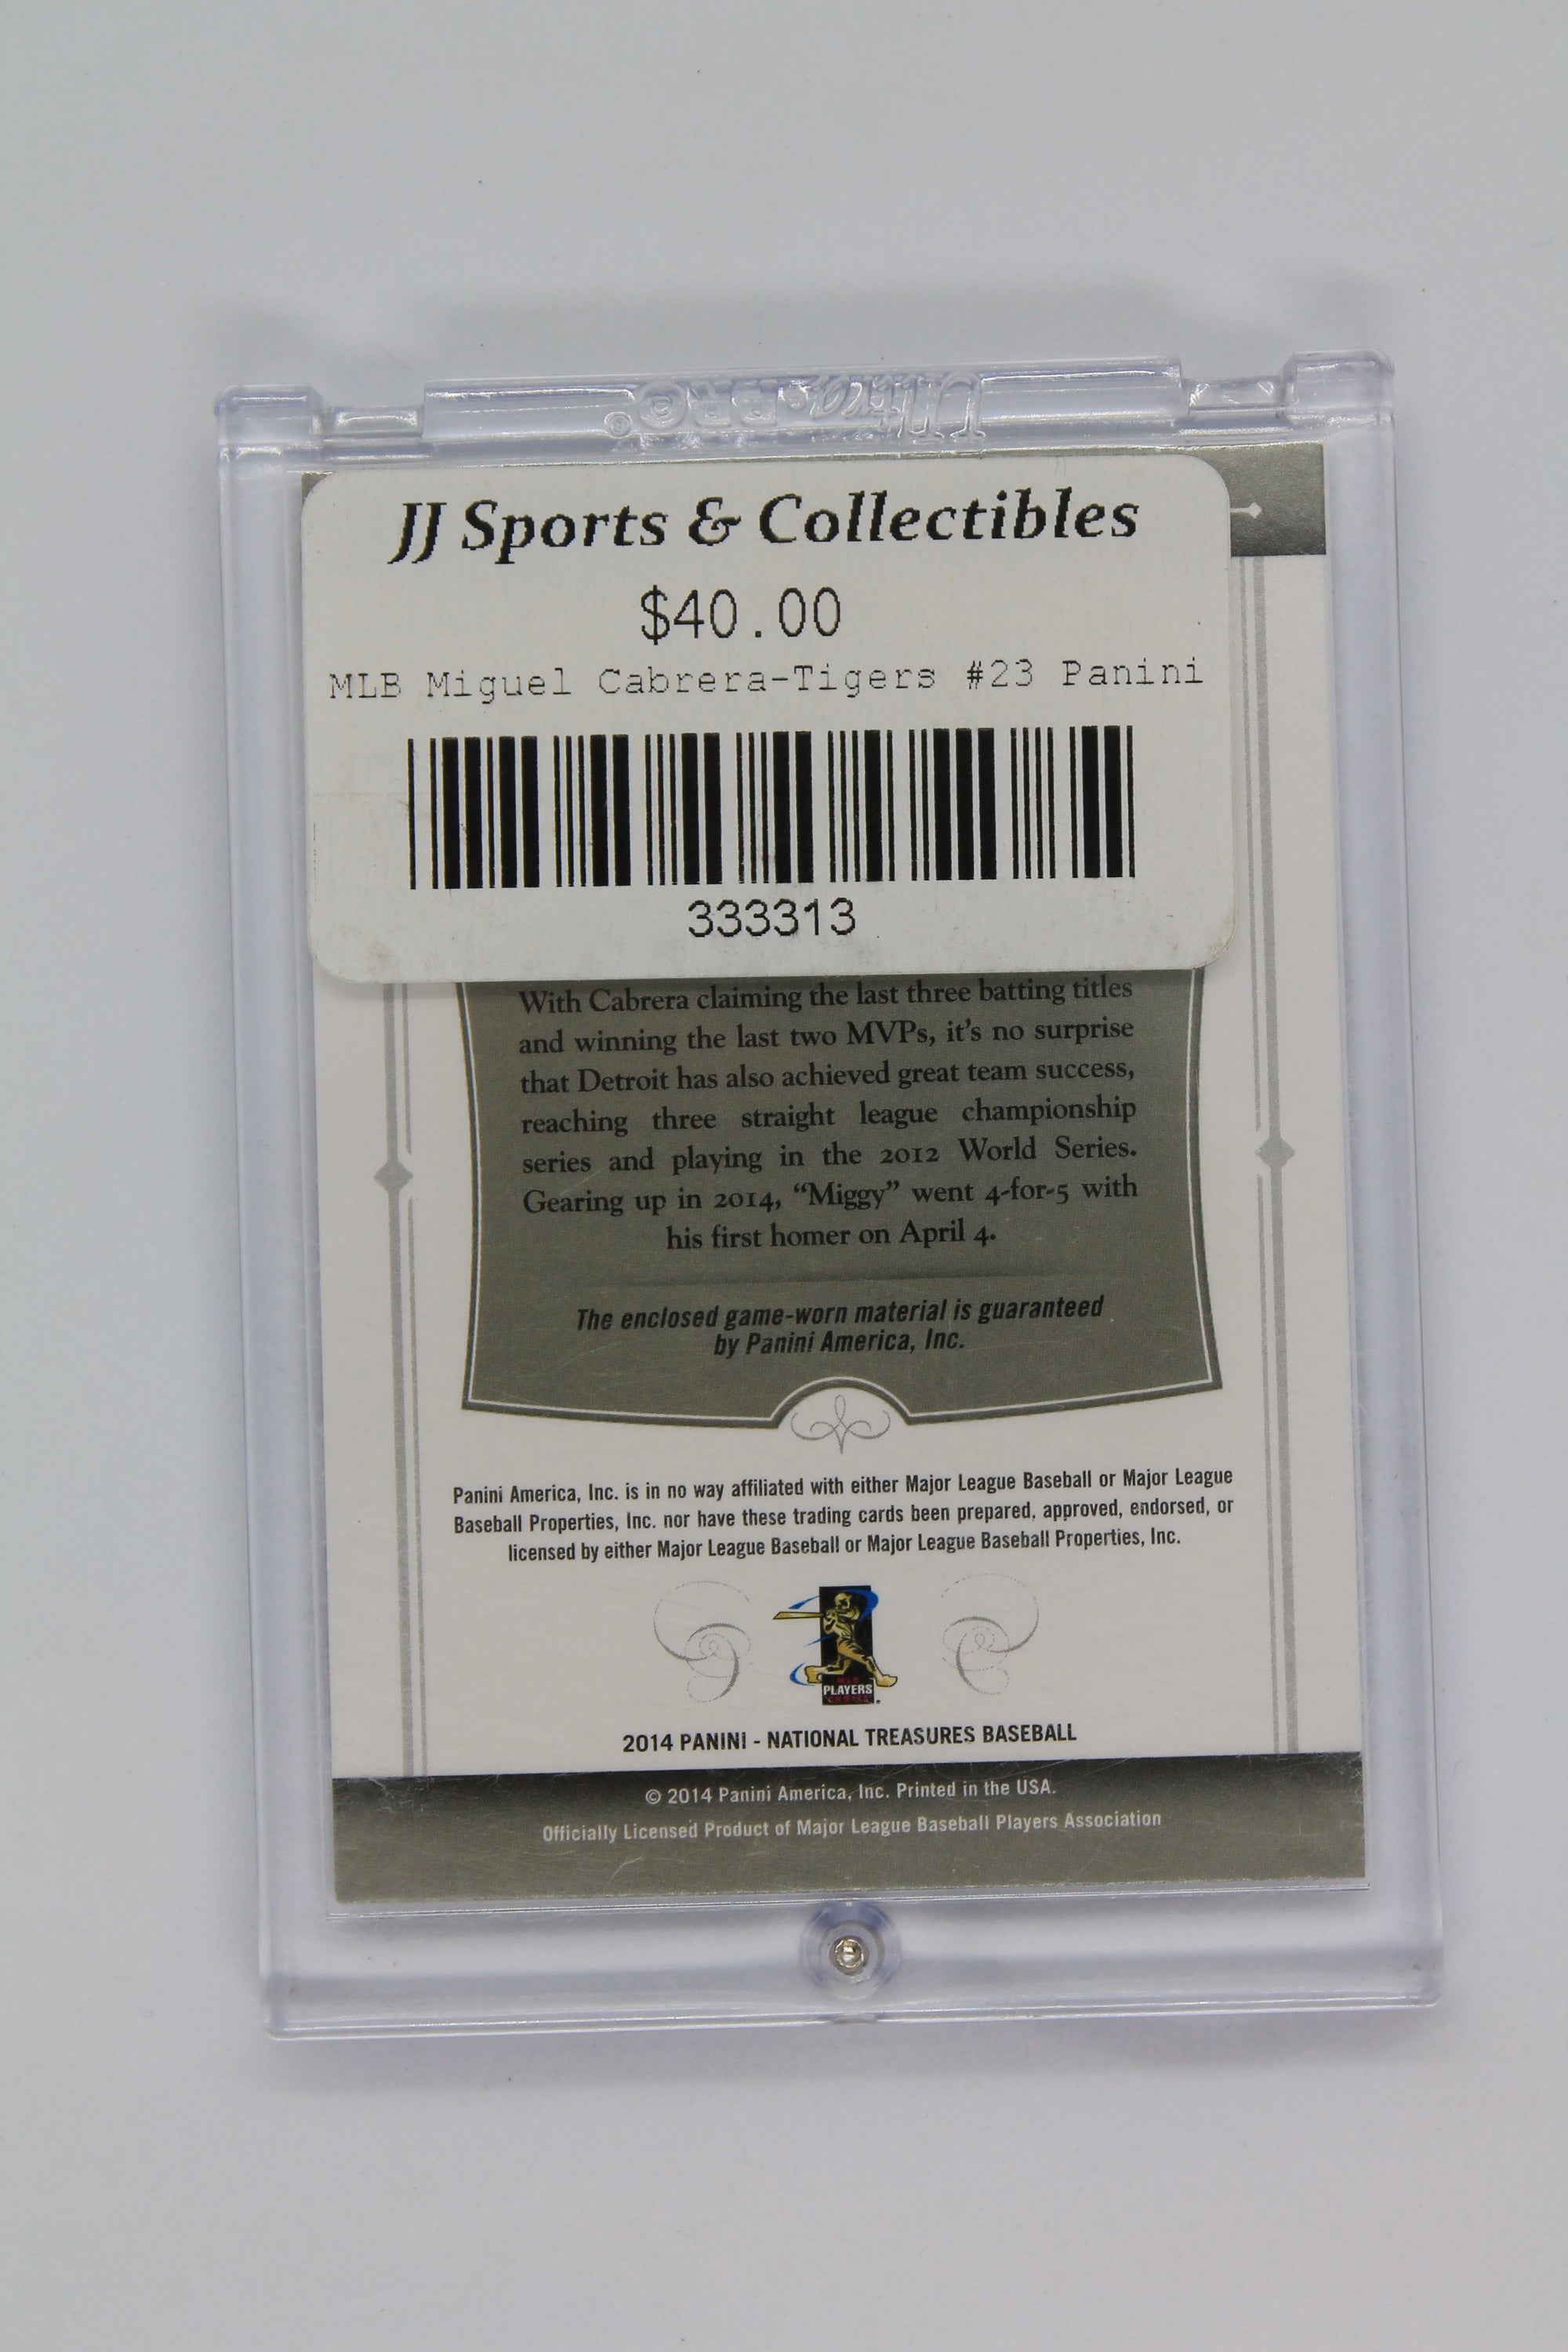 JJ Sports & Collectibles
$40.00
MLB Miguel Cabrera-Tigers #23 Panini
333313
With Cabrera claiming the last three batting titles
and winning the last two MVPs, it's no surprise
that Detroit has also achieved great team success,
reaching three straight league championship
series and playing in the 2012 World Series.
Gearing up in 2014, “Miggy” went 4-for-5 with
his first homer on April 4.
The enclosed game-worn material is guaranteed
by Panini America, Inc.
Panini America, Inc. is in no way affiliated with either Major League Baseball or Major League
Baseball Properties, Inc. nor have these trading cards been prepared, approved, endorsed, or
licensed by either Major League Baseball or Major League Baseball Properties, Inc.
PLAYERS
2014 PANINI - NATIONAL TREASURES BASEBALL
© 2014 Panini America, Inc. Printed in the USA.
Officially Licensed Product of Major League Baseball Players Association